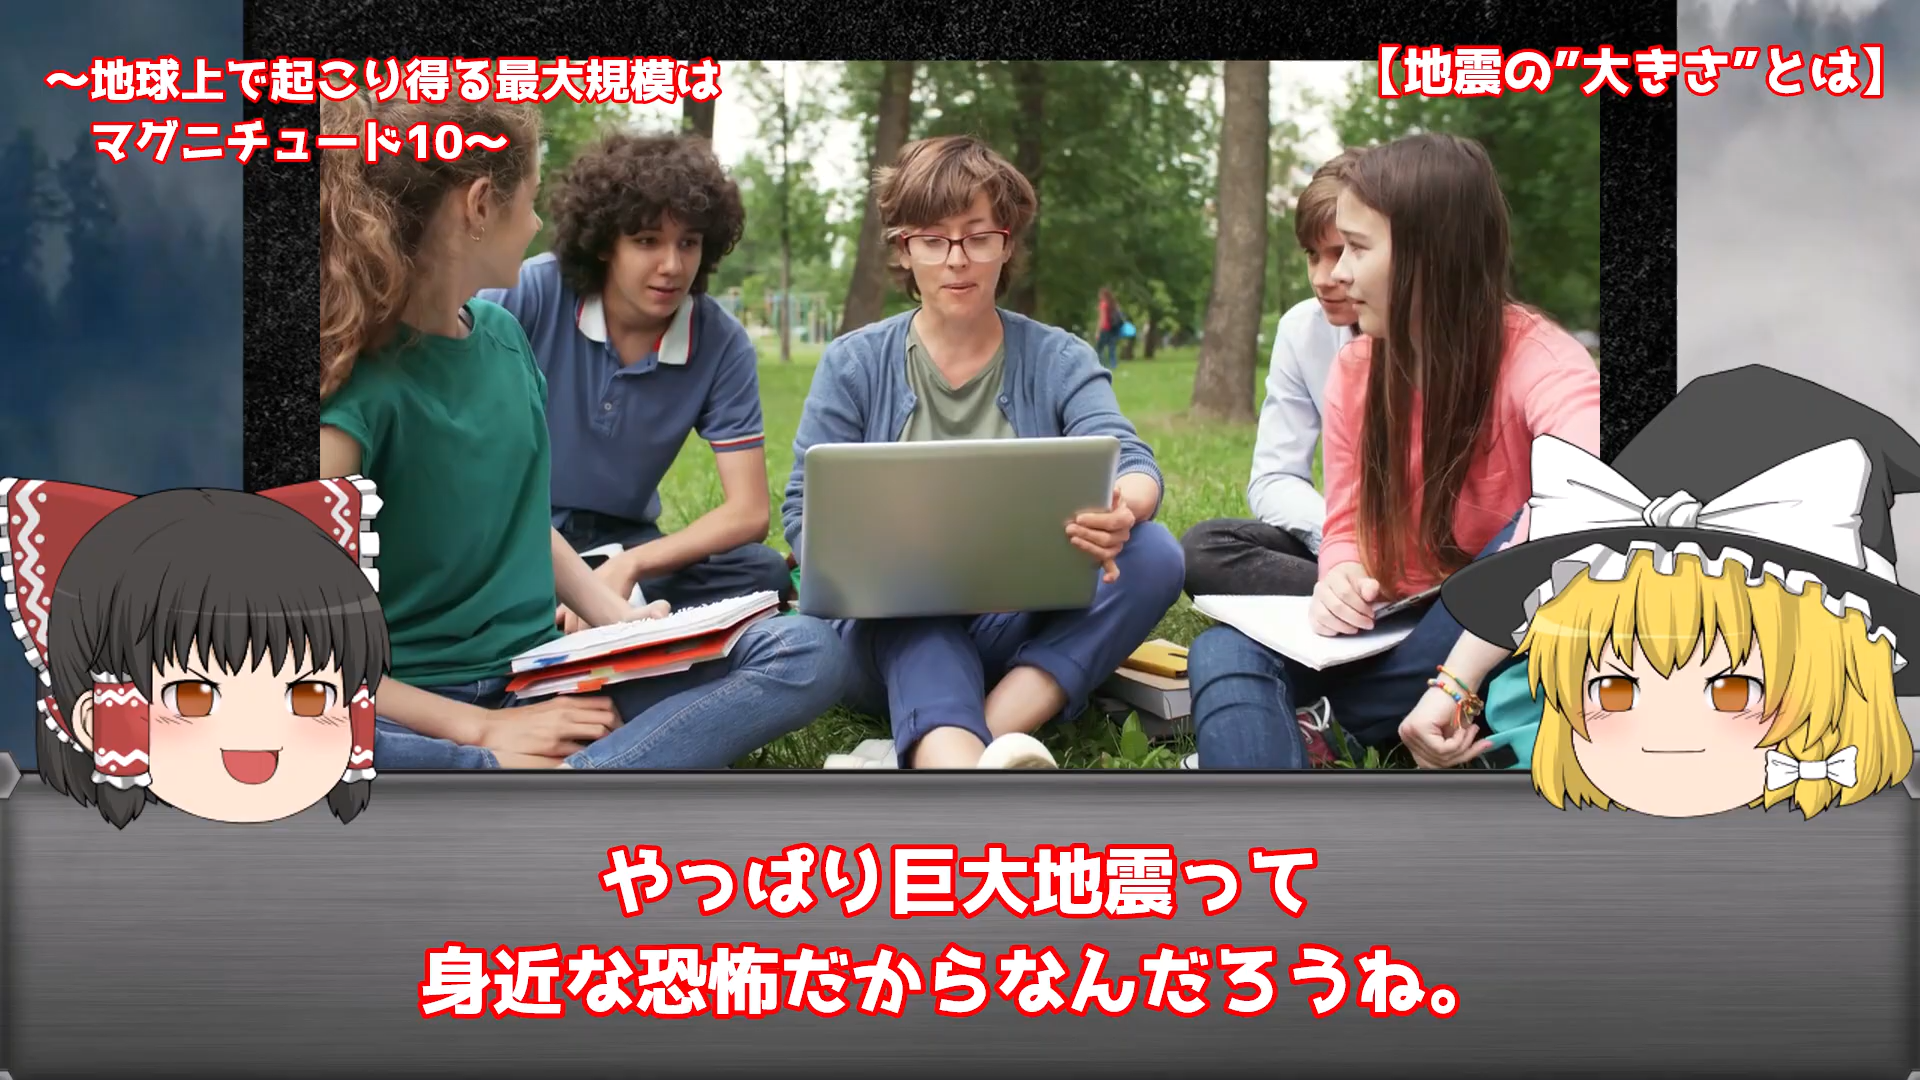 ～地球上で起こり得る最大規模は
マグニチュード10～
【地震の"大きさ"とは】
やっぱり巨大地震って
身近な恐怖だからなんだろうね。